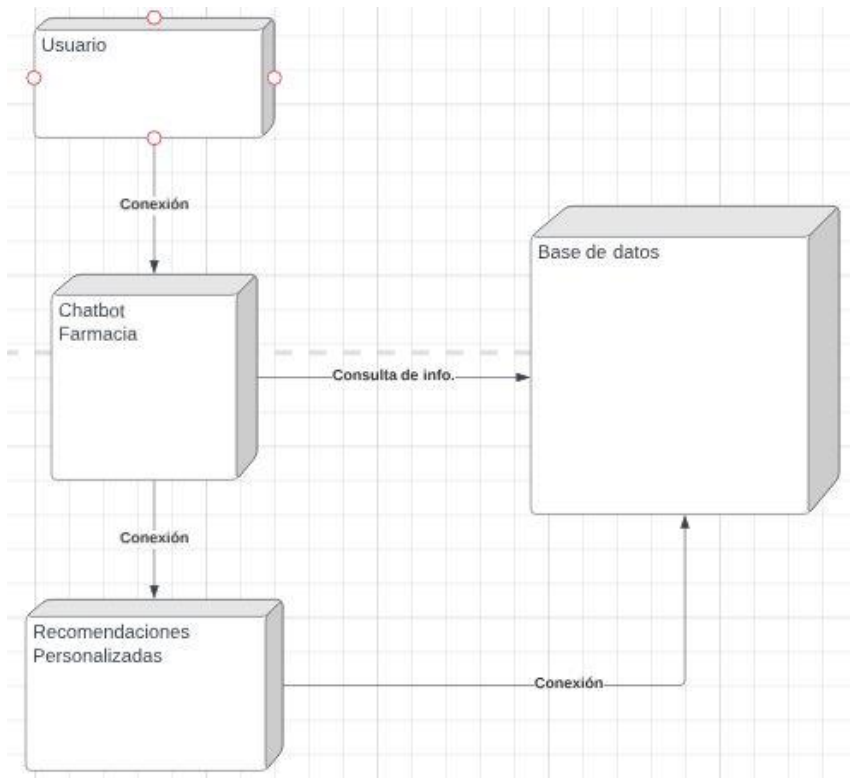 Usuario
Conexión
Base de datos
Chatbot
Farmacia
Consulta de info.
Conexión
Recomendaciones
Personalizadas
Conexión